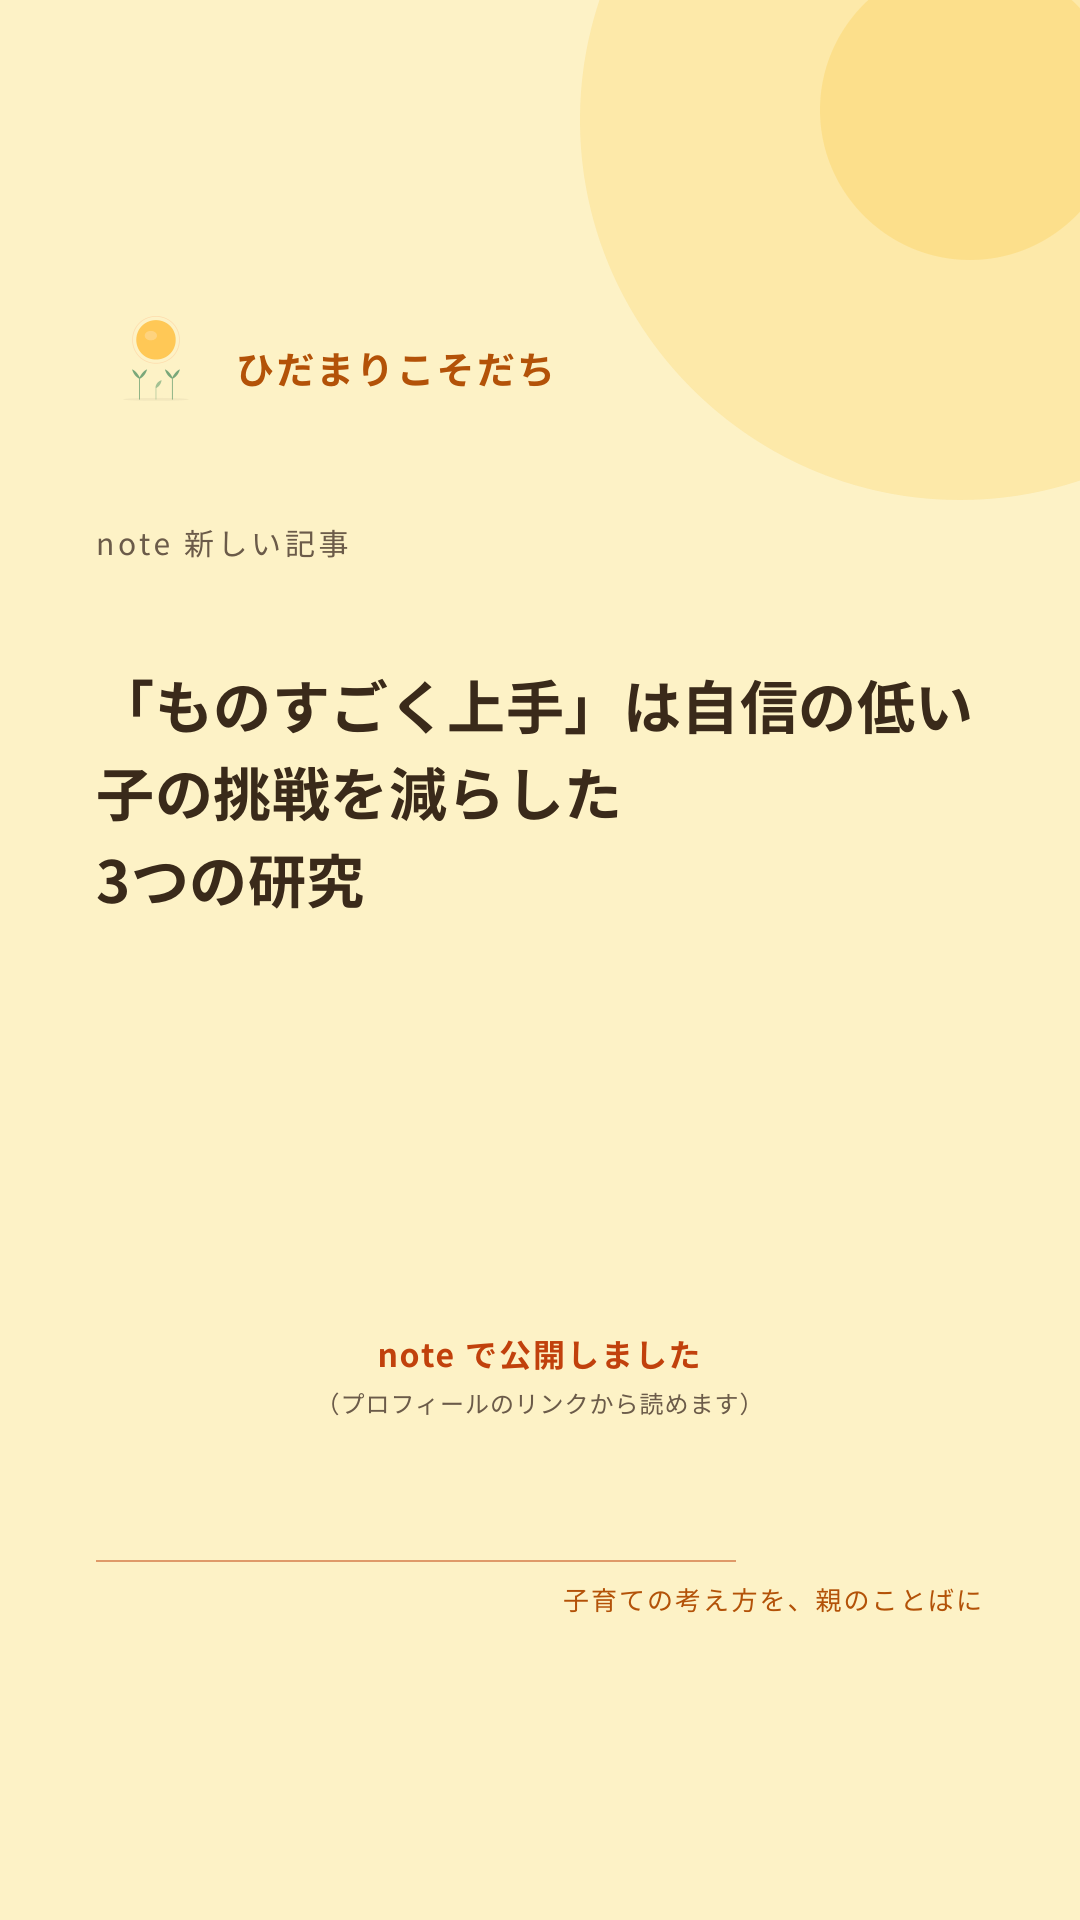 ひだまりこそだち
note 新しい記事
「ものすごく上手」は自信の低い
子の挑戦を減らした
3つの研究
note で公開しました
（プロフィールのリンクから読めます）
子育ての考え方を、親のことばに